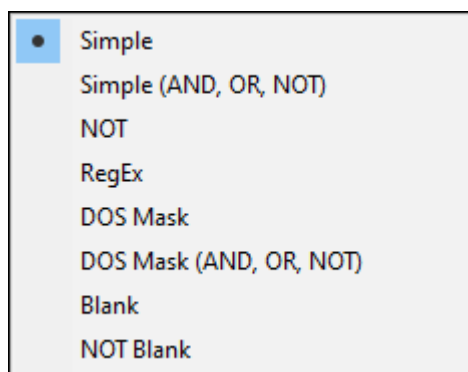 Simple
Simple (AND, OR, NOT)
NOT
RegEx
DOS Mask
DOS Mask (AND, OR, NOT)
Blank
NOT Blank